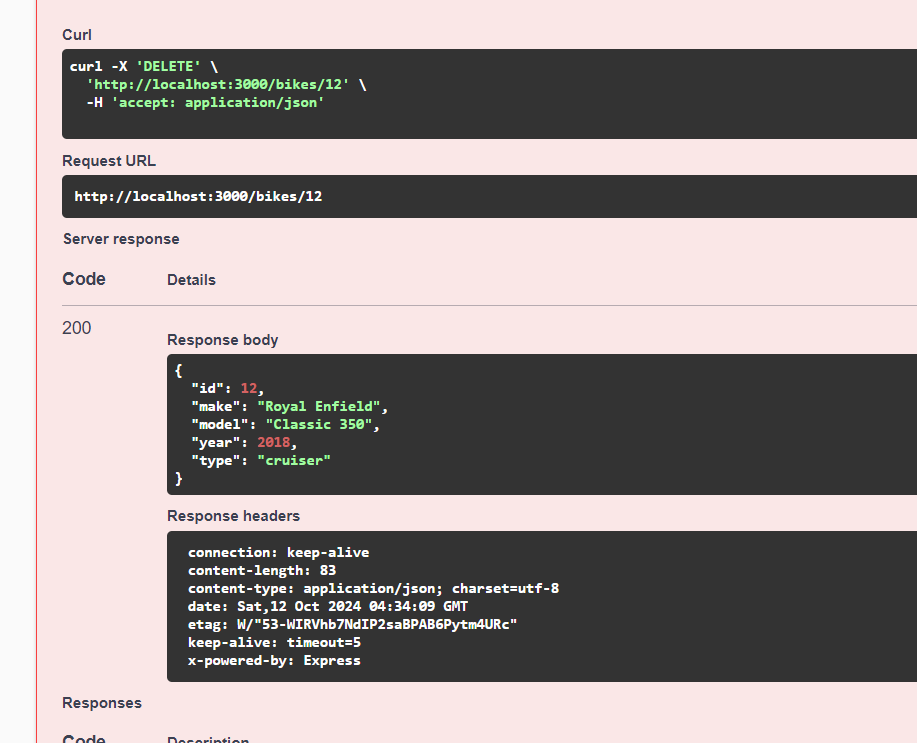 Curl
curl -X 'DELETE' \
'http://localhost:3000/bikes/12' \
-H 'accept: application/json'
Request URL
http://localhost:3000/bikes/12
Server response
Code Details
200
Response body
{
"id": 12,
"make": "Royal Enfield",
"model": "Classic 350",
"year": 2018,
"type": "cruiser"
}
Response headers
connection: keep-alive
content-length: 83
content-type: application/json; charset=utf-8
date: Sat,12 Oct 2024 04:34:09 GMT
etag: W/"53-WIRVhb7NdIP2saBPAB6Pytm4URc"
keep-alive: timeout=5
x-powered-by: Express
Responses
Code Description